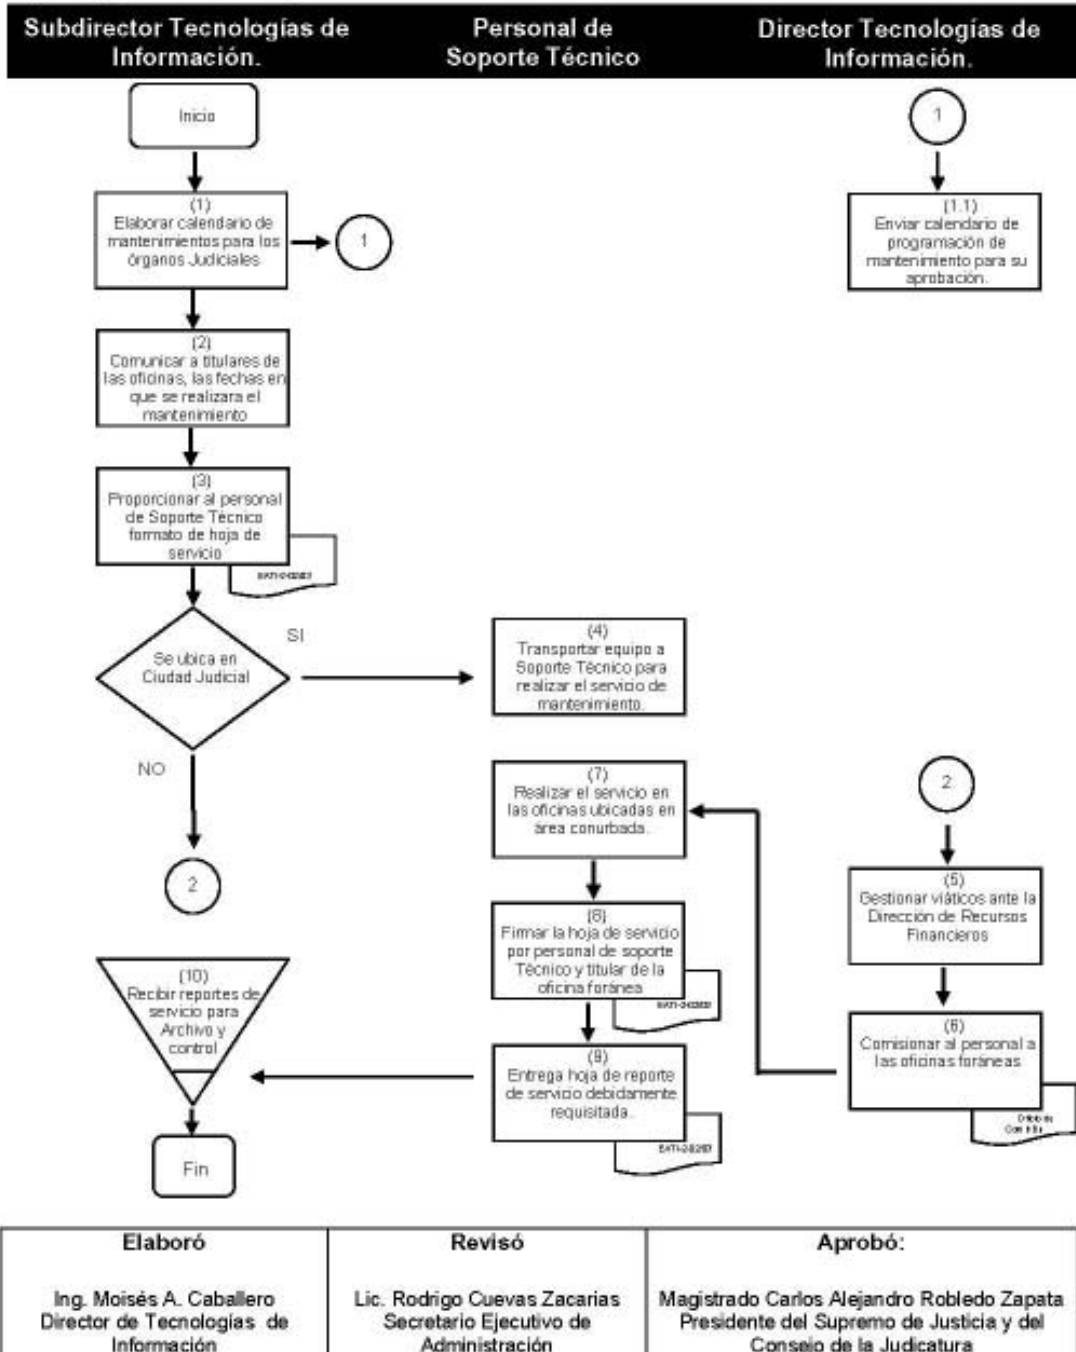 Subdirector Tecnologías de
Información.
Personal de
Soporte Técnico
Director Tecnologías de
Información.
Inicio
1
(1)
Elaborar calendario de
mantenimientos para los
órganos Judiciales
1
(1.1)
Enviar calendario de
programación de
mantenimiento para su
aprobación.
(2)
Comunicar a titulares de
las oficinas, las fechas en
que se realizara el
mantenimiento
(3)
Proporcionar al personal
de Soporte Técnico
formato de hoja de
servicio
Se ubica en
Ciudad Judicial
SI
NO
(4)
Transportar equipo a
Soporte Técnico para
realizar el servicio de
mantenimiento.
2
2
(5)
Gestionar viáticos ante la
Dirección de Recursos
Financieros
(6)
Comisionar al personal a
las oficinas foráneas
(7)
Realizar el servicio en
las oficinas ubicadas en
área conurbada.
(8)
Firmar la hoja de servicio
por personal de soporte
Técnico y titular de la
oficina foránea
(9)
Entrega hoja de reporte
de servicio debidamente
requisitada.
(10)
Recibir reportes de
servicio para
Archivo y
control
Fin
Elaboró
Ing. Moisés A. Caballero
Director de Tecnologías de
Información
Revisó
Lic. Rodrigo Cuevas Zacarias
Secretario Ejecutivo de
Administración
Aprobó:
Magistrado Carlos Alejandro Robledo Zapata
Presidente del Supremo de Justicia y del
Consejo de la Judicatura